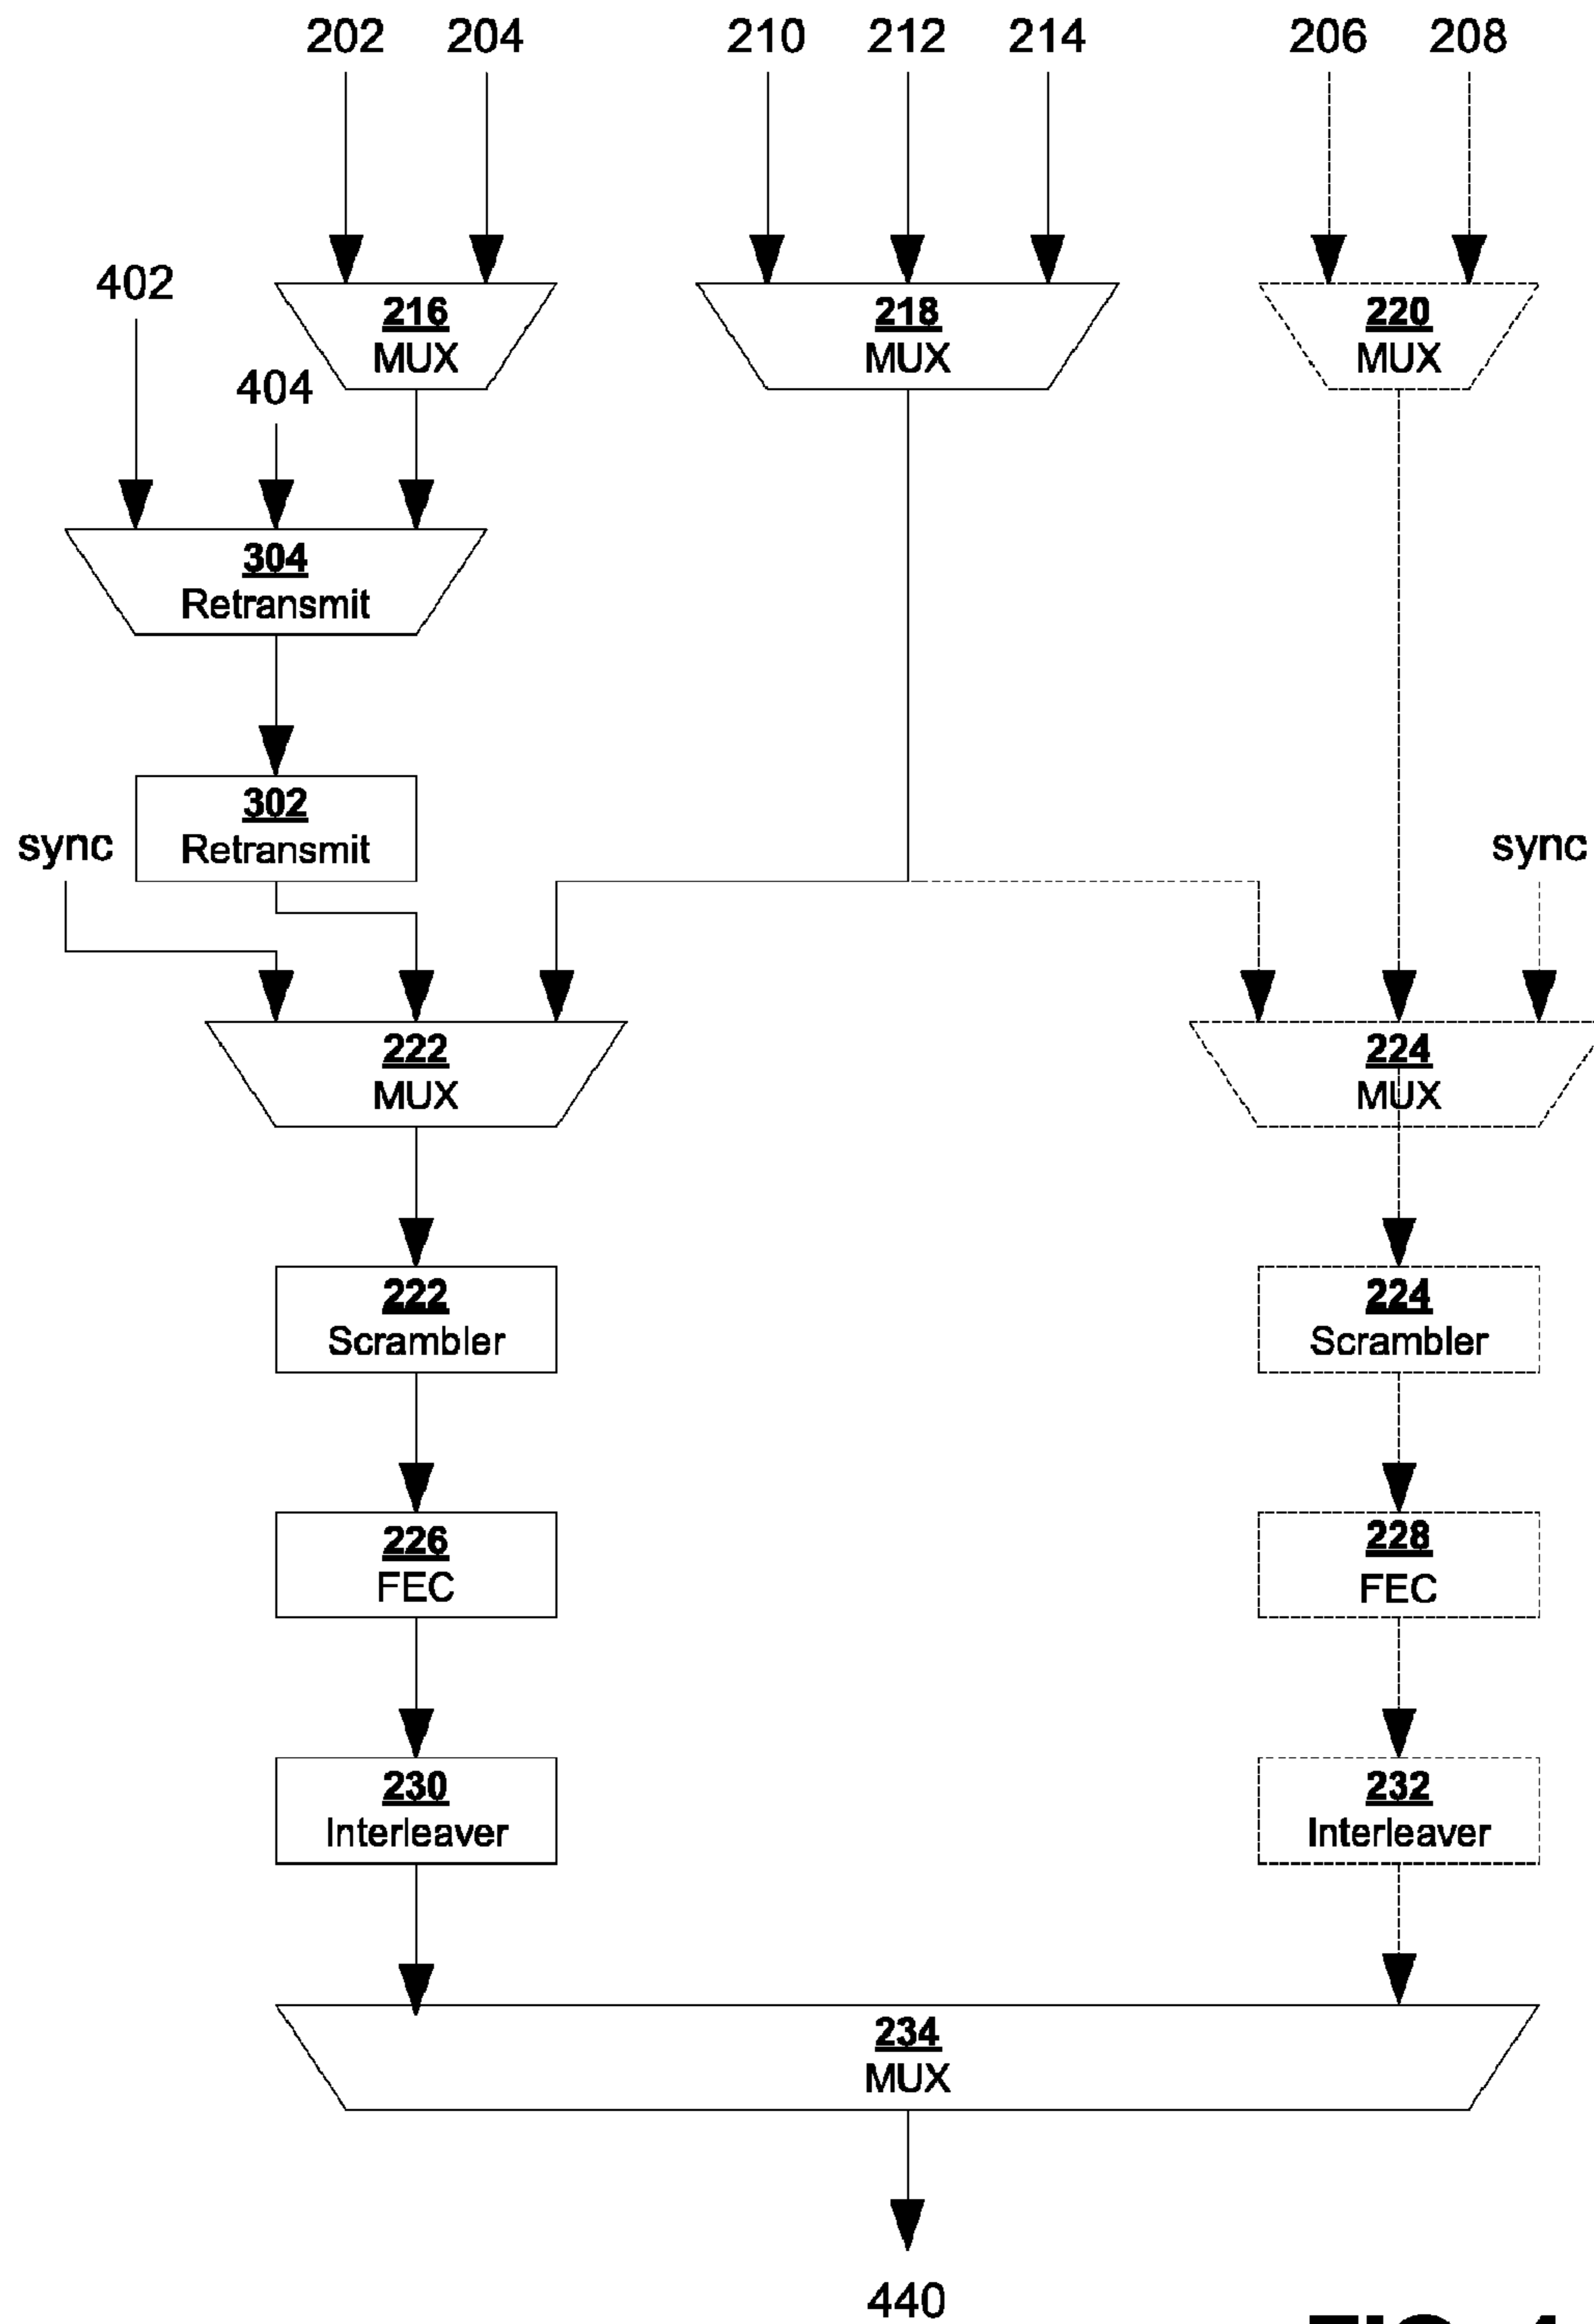 202 204 210 212 214 206 208
402
216
MUX
218
MUX
220
MUX
404
304
Retransmit
302
Retransmit
sync
sync
222
MUX
224
MUX
222
Scrambler
224
Scrambler
226
FEC
228
FEC
230
Interleaver
232
Interleaver
234
MUX
440